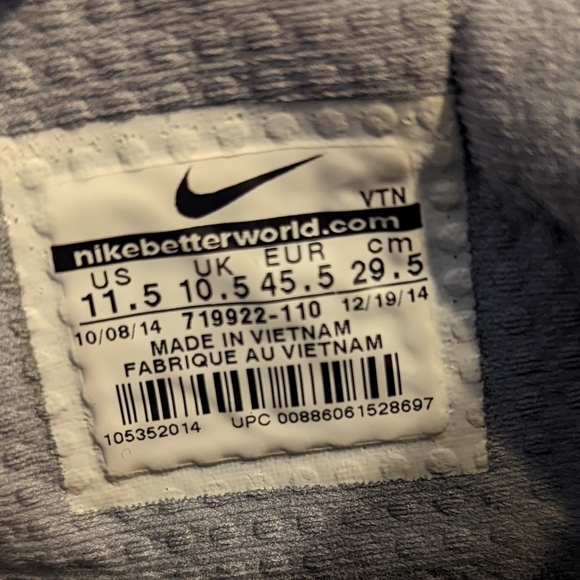 VTN
nikebetterworld.com
US UK EUR cm
11.5 10.5 45.5 29.5
10/08/14 719922-110 12/19/14
MADE IN VIETNAM
FABRIQUE AU VIETNAM
105352014 UPC 00886061528697